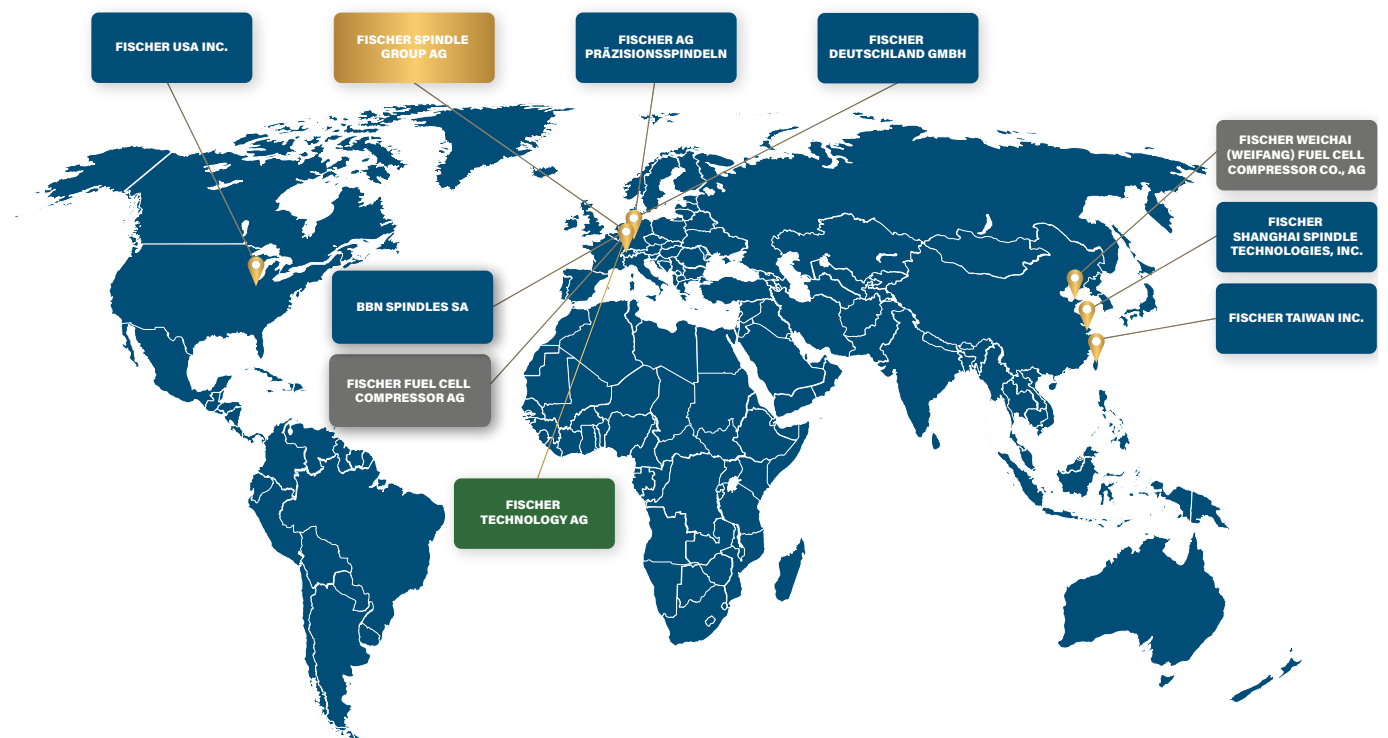 FISCHER USA INC.
FISCHER SPINDLE
GROUP AG
FISCHER AG
PRÄZISIONSSPINDELN
FISCHER
DEUTSCHLAND GMBH
FISCHER WEICHAI
(WEIFANG) FUEL CELL
COMPRESSOR CO., AG
FISCHER
SHANGHAI SPINDLE
TECHNOLOGIES, INC.
FISCHER TAIWAN INC.
BBN SPINDLES SA
FISCHER FUEL CELL
COMPRESSOR AG
FISCHER
TECHNOLOGY AG